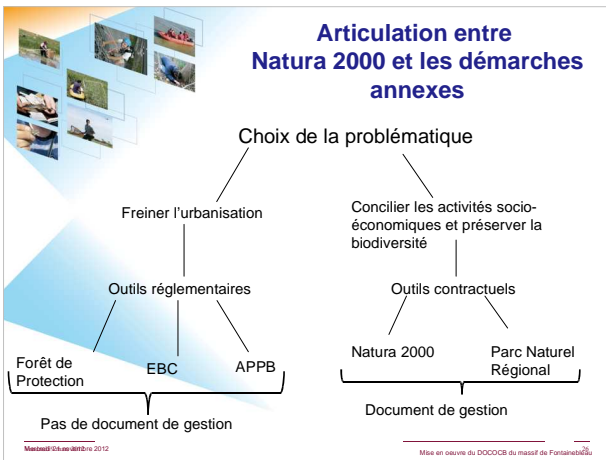 Articulation entre
Natura 2000 et les démarches
annexes
Choix de la problématique
Freiner l’urbanisation
Concilier les activités socio-
économiques et préserver la
biodiversité
Outils réglementaires
Outils contractuels
Forêt de
Protection
EBC
APPB
Natura 2000
Parc Naturel
Régional
Pas de document de gestion
Document de gestion
2012
Mise en oeuvre du DOCOCB du massif de Fontainebleau